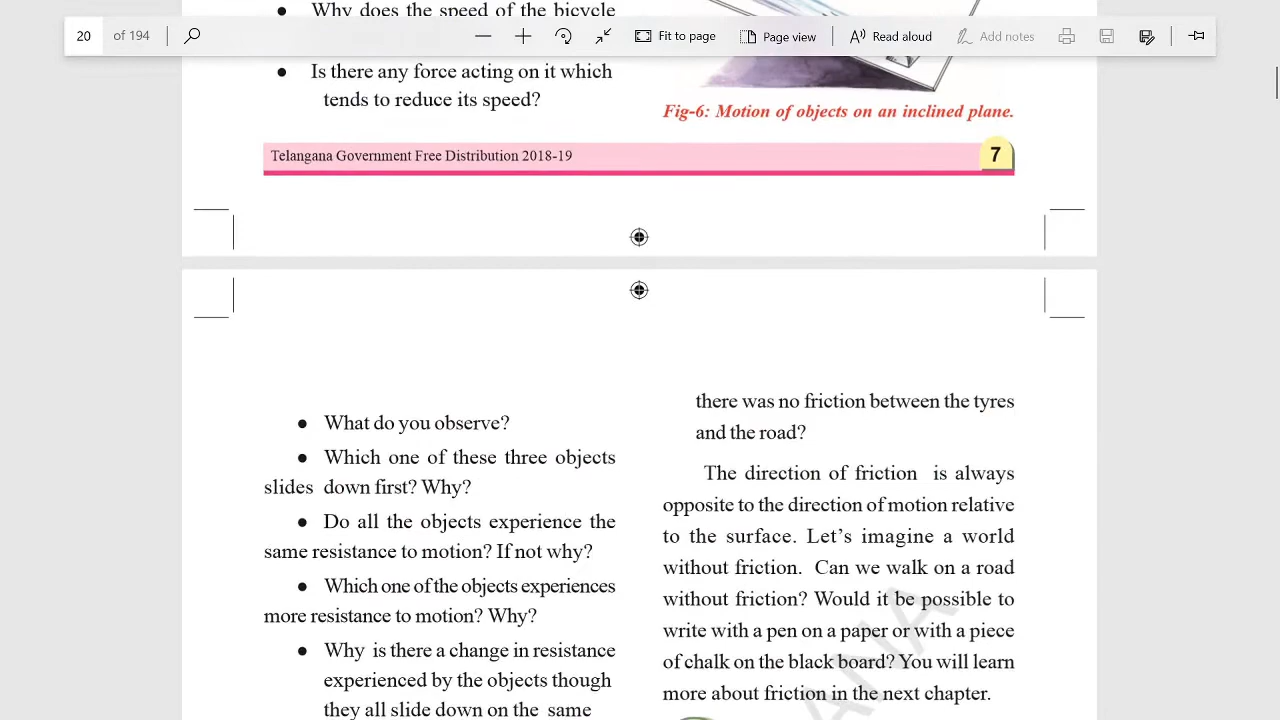 ● Why does the speed of the bicycle
20 of 194 Fit to page Page view Read aloud Add notes
● Is there any force acting on it which
tends to reduce its speed?
Fig-6: Motion of objects on an inclined plane.
Telangana Government Free Distribution 2018-19 7
● What do you observe?
● Which one of these three objects
slides down first? Why?
● Do all the objects experience the
same resistance to motion? If not why?
● Which one of the objects experiences
more resistance to motion? Why?
● Why is there a change in resistance
experienced by the objects though
they all slide down on the same
there was no friction between the tyres
and the road?
The direction of friction is always
opposite to the direction of motion relative
to the surface. Let's imagine a world
without friction. Can we walk on a road
without friction? Would it be possible to
write with a pen on a paper or with a piece
of chalk on the black board? You will learn
more about friction in the next chapter.
ANA